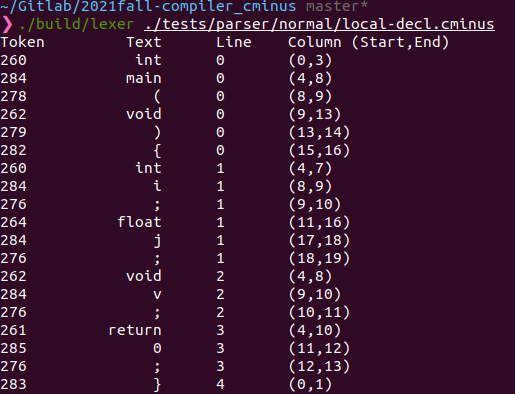 ~/Gitlab/2021fall-compiler_cminus master*
❯ ./build/lexer ./tests/parser/normal/local-decl.cminus
Token Text Line Column (Start,End)
260 int 0 (0,3)
284 main 0 (4,8)
278 ( 0 (8,9)
262 void 0 (9,13)
279 ) 0 (13,14)
282 { 0 (15,16)
260 int 1 (4,7)
284 i 1 (8,9)
276 ; 1 (9,10)
264 float 1 (11,16)
284 j 1 (17,18)
276 ; 1 (18,19)
262 void 2 (4,8)
284 v 2 (9,10)
276 ; 2 (10,11)
261 return 3 (4,10)
285 0 3 (11,12)
276 ; 3 (12,13)
283 } 4 (0,1)